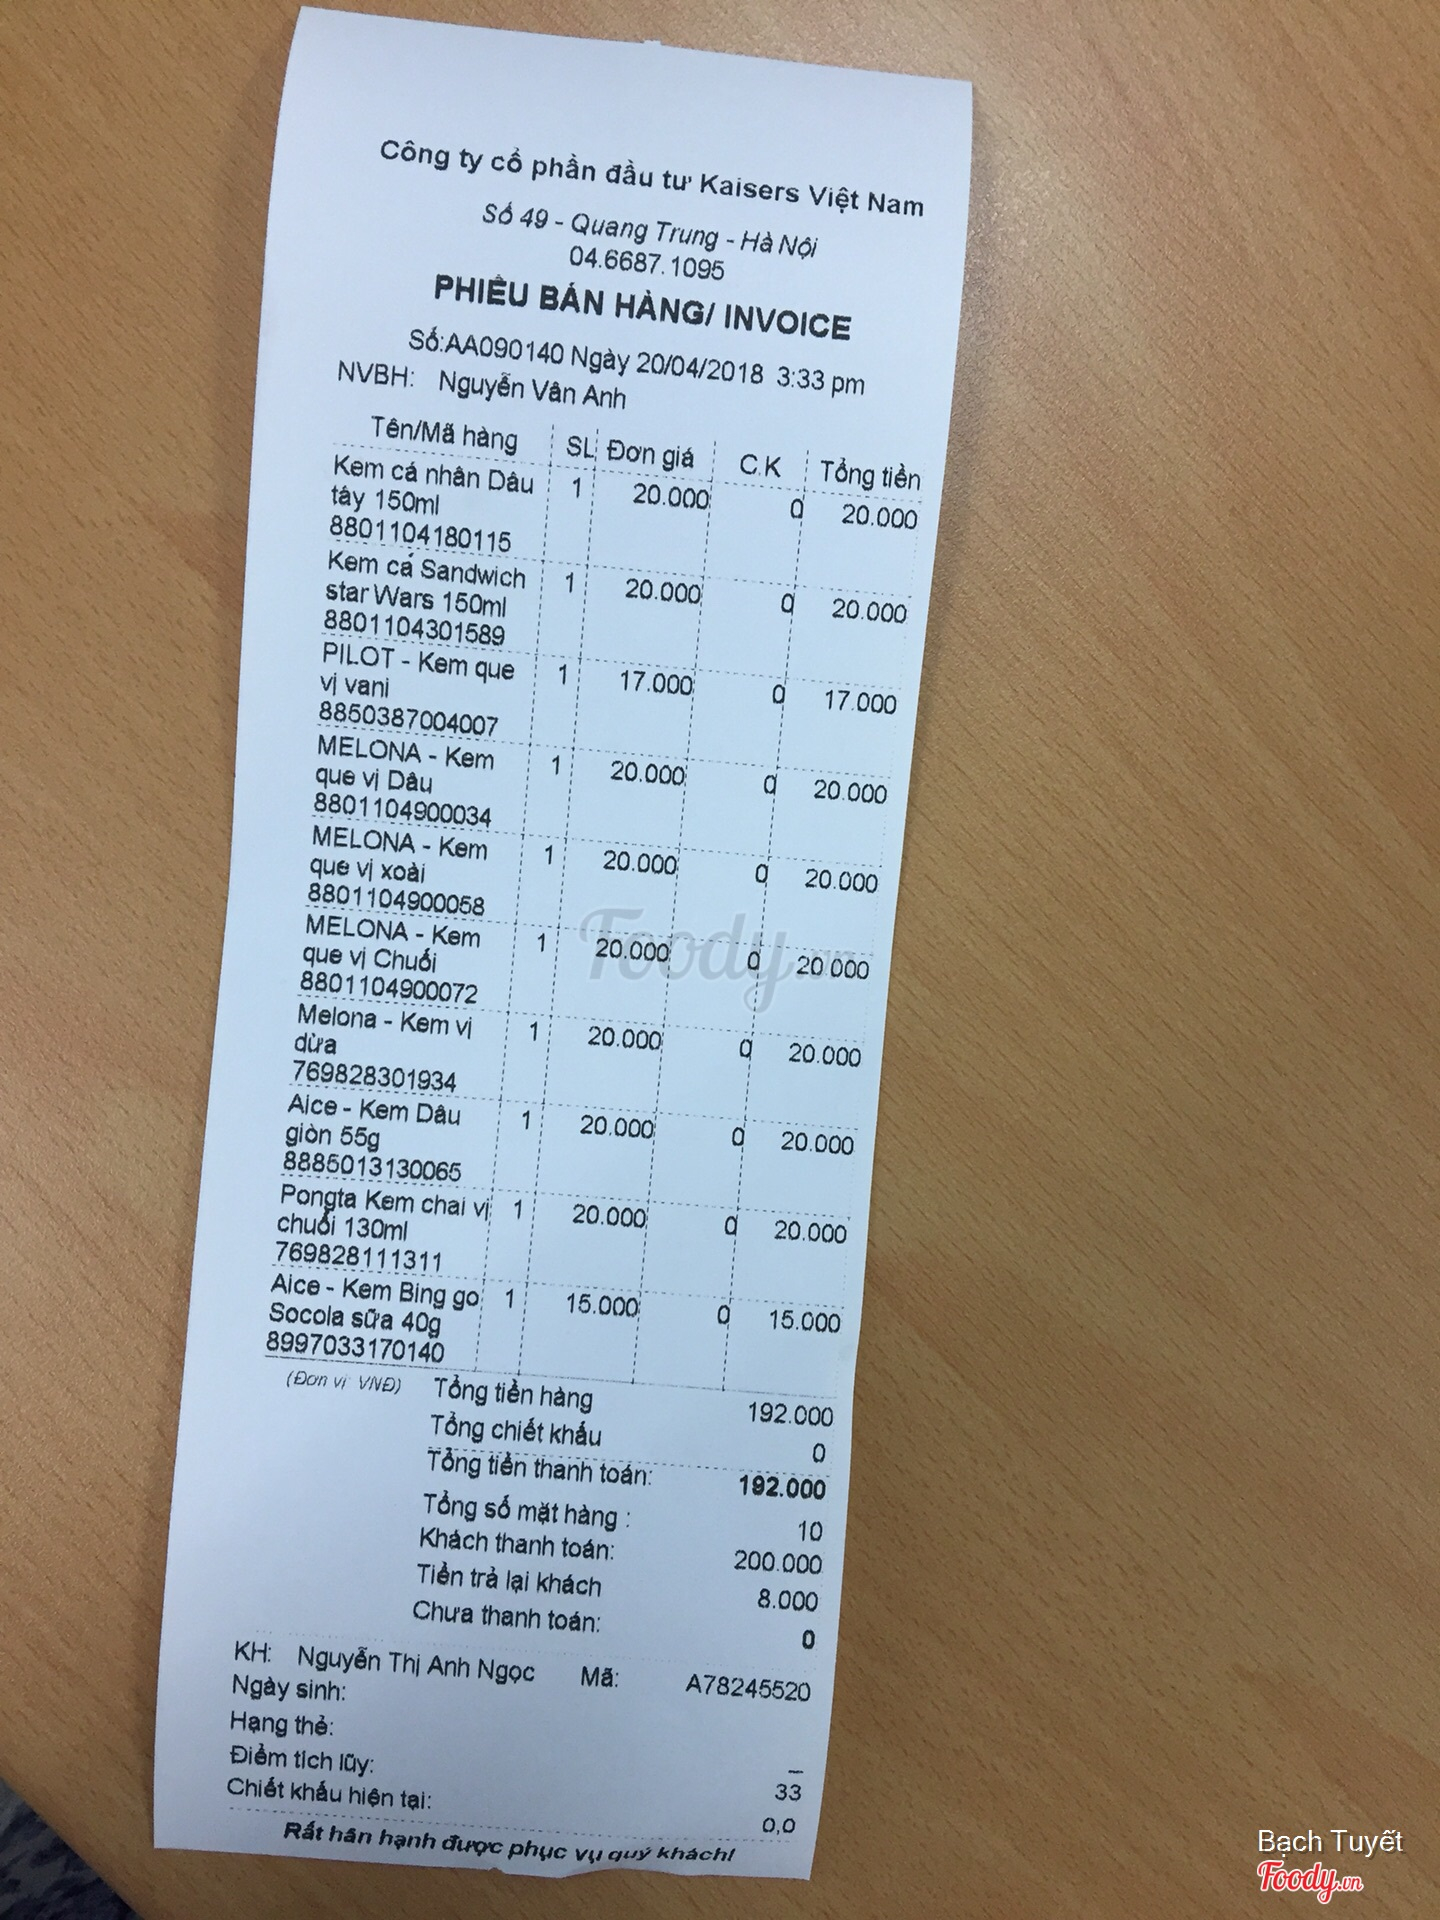 Công ty cổ phần đầu tư Kaisers Việt Nam
Số 49 - Quang Trung - Hà Nội
04.6687.1095
PHIẾU BÁN HÀNG/ INVOICE
Số:AA090140 Ngày 20/04/2018 3:33 pm
NVBH: Nguyễn Vân Anh
Tên/Mã hàng SL Đơn giá C.K Tổng tiền
Kem cá nhân Dâu 1 20.000 0 20.000
tây 150ml
8801104180115
Kem cá Sandwich 1 20.000 0 20.000
star Wars 150ml
8801104301589
PILOT - Kem que 1 17.000 0 17.000
vị vani
8850387004007
MELONA - Kem 1 20.000 0 20.000
que vị Dâu
8801104900034
MELONA - Kem 1 20.000 0 20.000
que vị xoài
8801104900058
MELONA - Kem 1 20.000 0 20.000
que vị Chuối
8801104900072
Melona - Kem vị 1 20.000 0 20.000
dừa
769828301934
Aice - Kem Dâu 1 20.000 0 20.000
giòn 55g
8885013130065
Pongta Kem chai vị 1 20.000 0 20.000
chuối 130ml
769828111311
Aice - Kem Bing go 1 15.000 0 15.000
Socola sữa 40g
8997033170140
(Đơn vị VNĐ) Tổng tiền hàng 192.000
Tổng chiết khấu 0
Tổng tiền thanh toán: 192.000
Tổng số mặt hàng : 10
Khách thanh toán: 200.000
Tiền trả lại khách 8.000
Chưa thanh toán: 0
KH: Nguyễn Thị Anh Ngọc Mã: A78245520
Ngày sinh:
Hạng thẻ: _
Điểm tích lũy: 33
Chiết khấu hiện tại: 0,0
Rất hân hạnh được phục vụ quý khách!
Foody.vn
Bạch Tuyết
Foody.vn